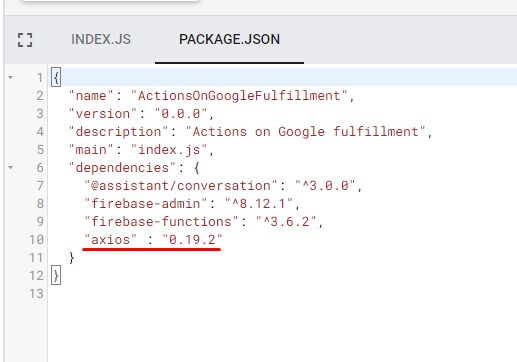 INDEX.JS PACKAGE.JSON
1 {
2 "name": "ActionsOnGoogleFulfillment",
3 "version": "0.0.0",
4 "description": "Actions on Google fulfillment",
5 "main": "index.js",
6 "dependencies": {
7 "@assistant/conversation": "^3.0.0",
8 "firebase-admin": "^8.12.1",
9 "firebase-functions": "^3.6.2",
10 "axios" : "0.19.2"
11 }
12 }
13